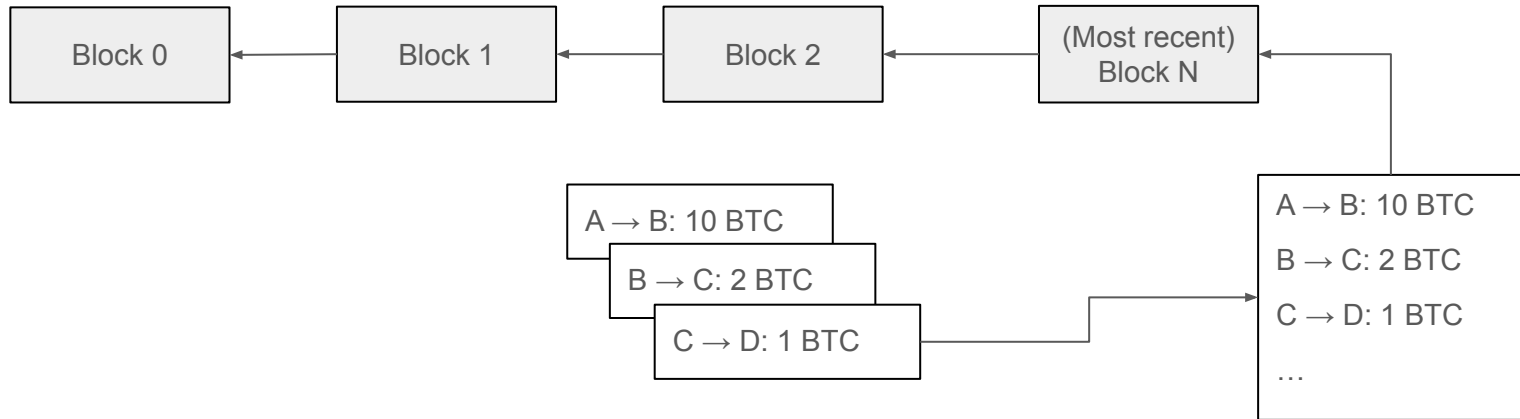 Block 0
Block 1
Block 2
(Most recent)
Block N
A → B: 10 BTC
B → C: 2 BTC
C → D: 1 BTC
A → B: 10 BTC
B → C: 2 BTC
C → D: 1 BTC
…